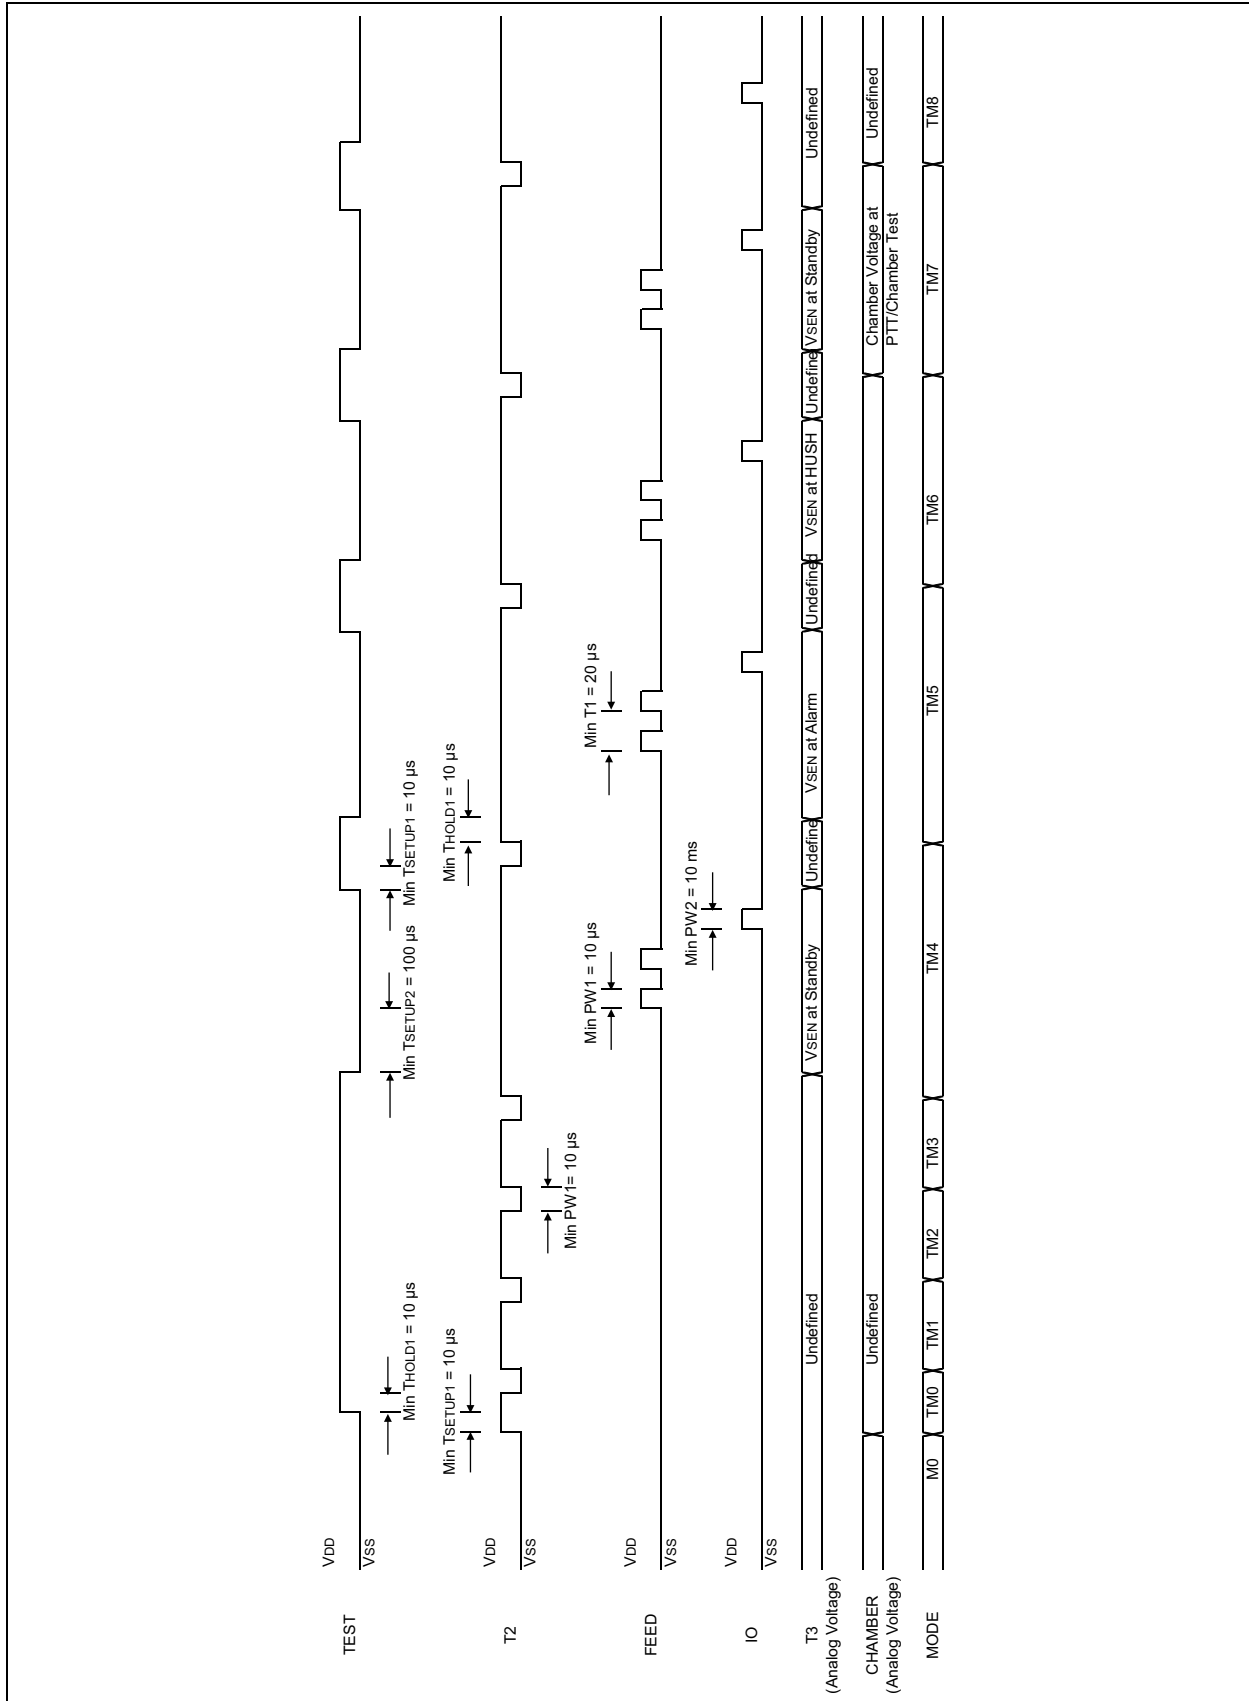 TEST
VDD
VSS
Min THOLD1 = 10 µs
Min TSETUP2 = 100 µs
Min TSETUP1 = 10 µs
T2
VDD
VSS
Min TSETUP1 = 10 µs
Min PW1= 10 µs
Min THOLD1 = 10 µs
FEED
VDD
VSS
Min PW1 = 10 µs
Min T1 = 20 µs
IO
VDD
VSS
Min PW2 = 10 ms
T3
(Analog Voltage)
Undefined
VSEN at Standby
Undefine
VSEN at Alarm
Undefined
VSEN at HUSH
Undefine
VSEN at Standby
Undefined
CHAMBER
(Analog Voltage)
Undefined
Chamber Voltage at
PTT/Chamber Test
Undefined
MODE
M0
TM0
TM1
TM2
TM3
TM4
TM5
TM6
TM7
TM8